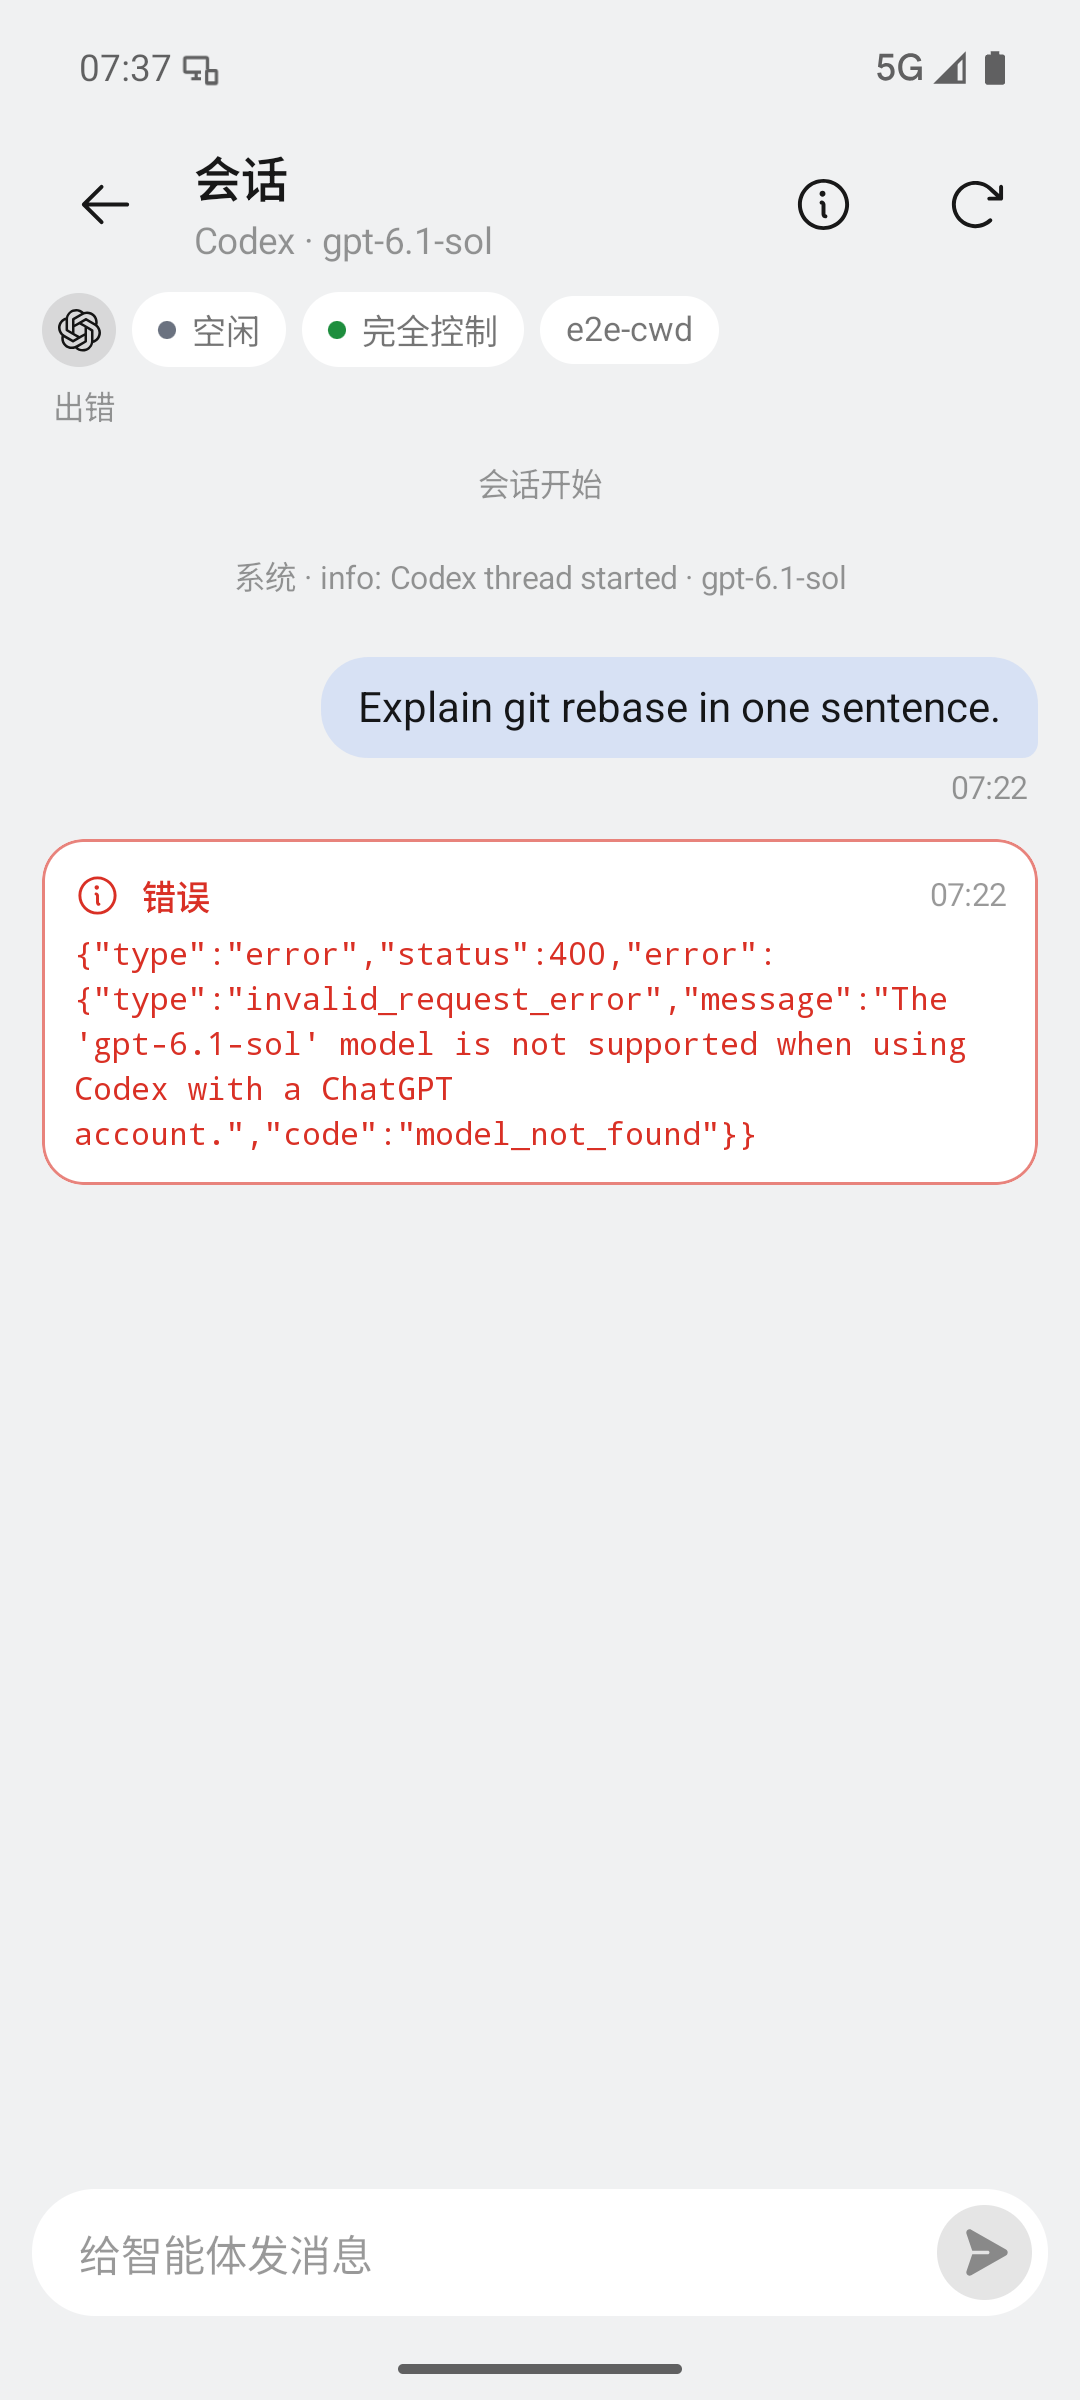 07:37
5G
会话
Codex · gpt-6.1-sol
空闲
完全控制
e2e-cwd
出错
会话开始
系统 · info: Codex thread started · gpt-6.1-sol
Explain git rebase in one sentence.
07:22
错误
07:22
{"type":"error","status":400,"error":
{"type":"invalid_request_error","message":"The
'gpt-6.1-sol' model is not supported when using
Codex with a ChatGPT
account.","code":"model_not_found"}}
给智能体发消息